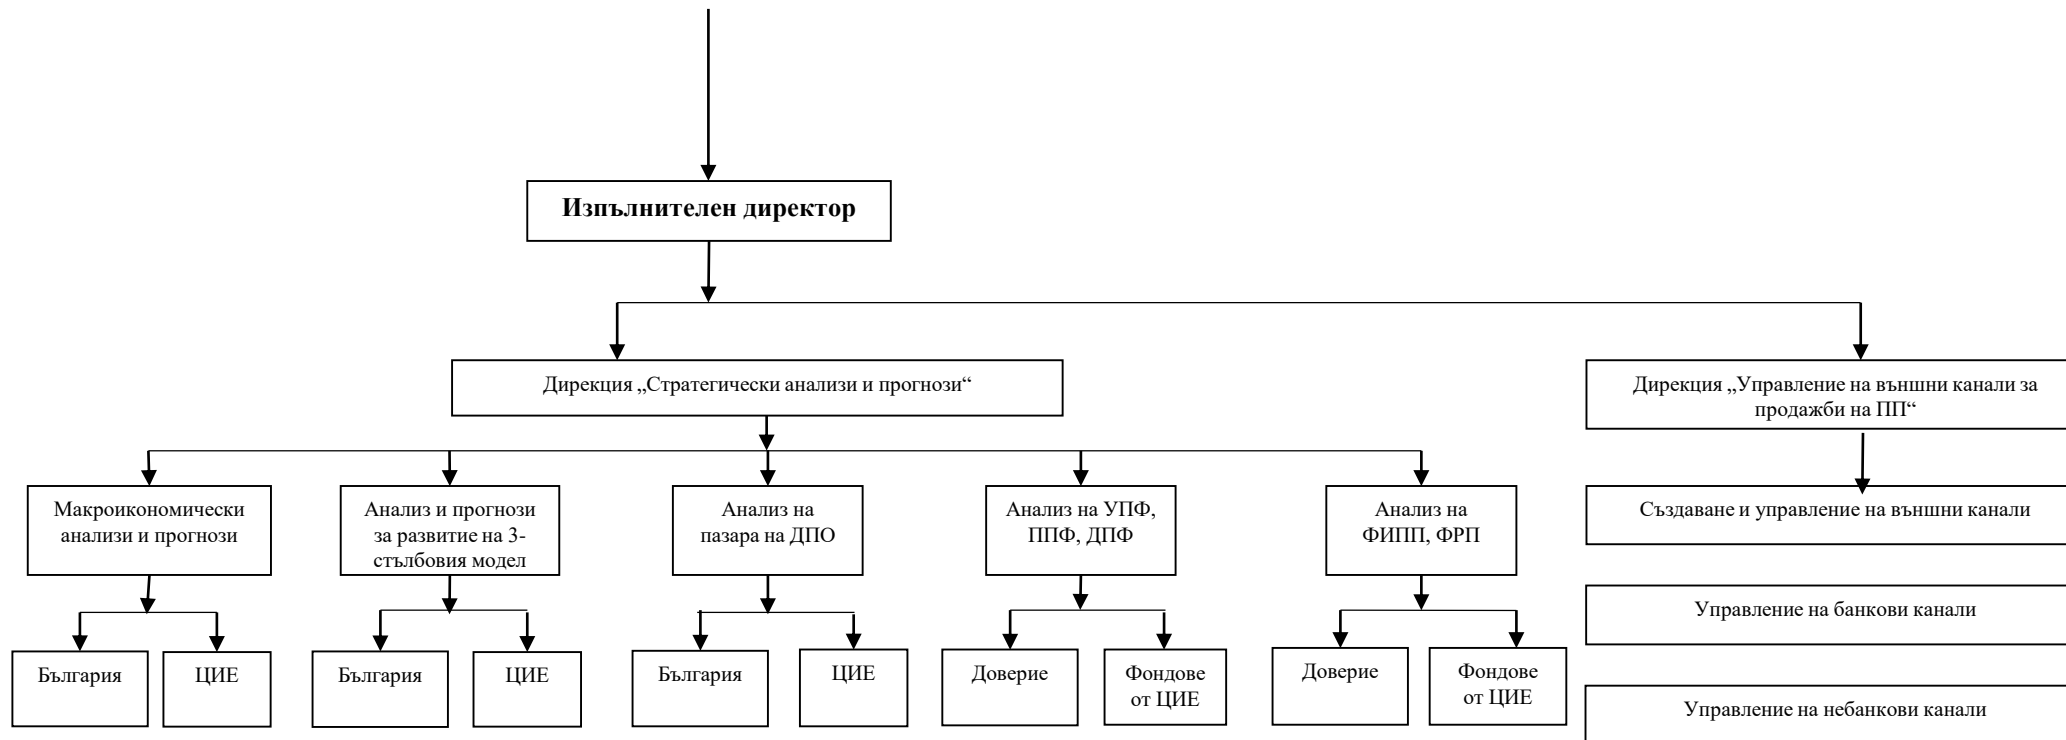 Изпълнителен директор
Дирекция „Стратегически анализи и прогнози“
Дирекция „Управление на външни канали за
продажби на ПП“
Макроикономически
анализи и прогнози
Анализ и прогнози
за развитие на 3-
стълбовия модел
Анализ на
пазара на ДПО
Анализ на УПФ,
ППФ, ДПФ
Анализ на
ФИПП, ФРП
Създаване и управление на външни канали
Управление на банкови канали
България
ЦИЕ
България
ЦИЕ
България
ЦИЕ
Доверие
Фондове
от ЦИЕ
Доверие
Фондове
от ЦИЕ
Управление на небанкови канали